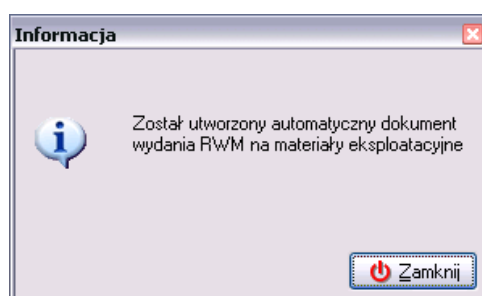 Informacja
Został utworzony automatyczny dokument
wydania RWM na materiały eksploatacyjne
Zamknij